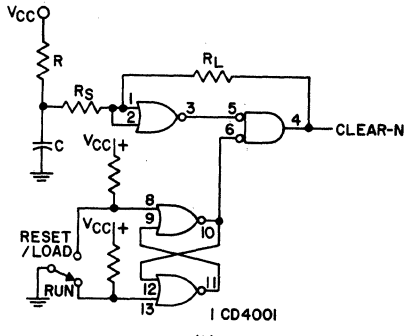 VCC
R
RL
RS
1
2
3
5
6
4
CLEAR-N
C
VCC+
8
9
10
VCC+
RESET
/LOAD
RUN
12
13
11
1 CD4001